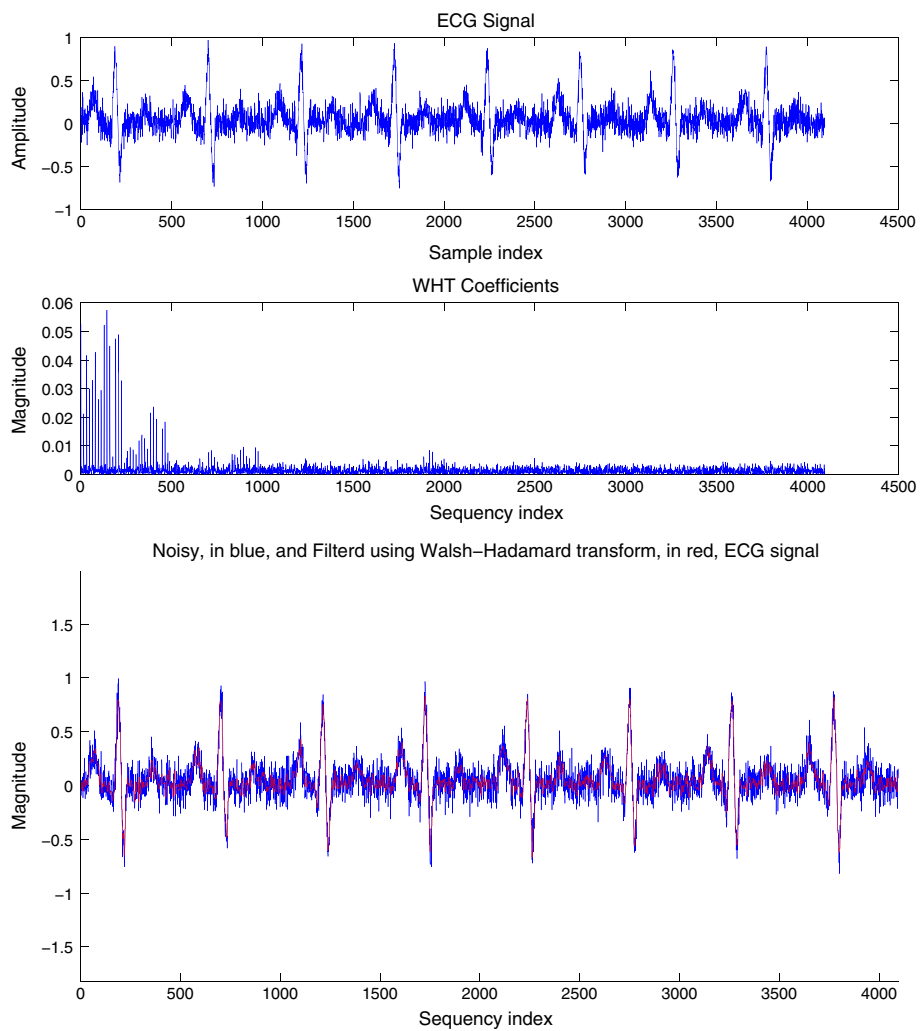 ECG Signal
1
0.5
0
−0.5
−1
Amplitude
0 500 1000 1500 2000 2500 3000 3500 4000 4500
Sample index
WHT Coefficients
0.06
0.05
0.04
0.03
0.02
0.01
0
Magnitude
0 500 1000 1500 2000 2500 3000 3500 4000 4500
Sequency index
Noisy, in blue, and Filterd using Walsh−Hadamard transform, in red, ECG signal
1.5
1
0.5
0
−0.5
−1
−1.5
Magnitude
0 500 1000 1500 2000 2500 3000 3500 4000
Sequency index